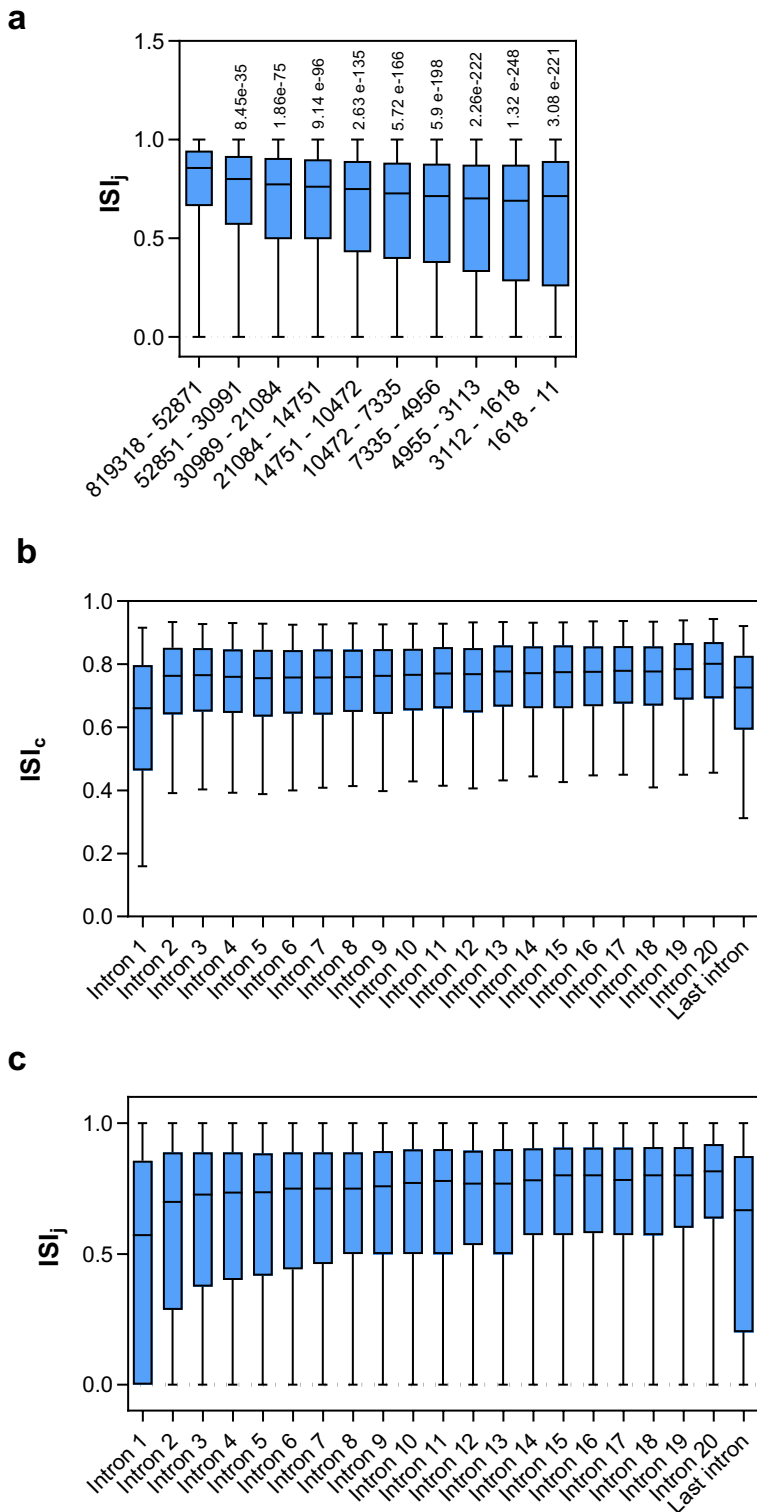 a
1.5
1.0
0.5
0.0
ISIj
8.45e-35
1.86e-75
9.14 e-96
2.63 e-135
5.72 e-166
5.9 e-198
2.26e-222
1.32 e-248
3.08 e-221
819318 - 52871
52851 - 30991
30989 - 21084
21084 - 14751
14751 - 10472
10472 - 7335
7335 - 4956
4955 - 3113
3112 - 1618
1618 - 11
b
1.0
0.8
0.6
0.4
0.2
0.0
ISIc
Intron 1
Intron 2
Intron 3
Intron 4
Intron 5
Intron 6
Intron 7
Intron 8
Intron 9
Intron 10
Intron 11
Intron 12
Intron 13
Intron 14
Intron 15
Intron 16
Intron 17
Intron 18
Intron 19
Intron 20
Last intron
c
1.0
0.5
0.0
ISIj
Intron 1
Intron 2
Intron 3
Intron 4
Intron 5
Intron 6
Intron 7
Intron 8
Intron 9
Intron 10
Intron 11
Intron 12
Intron 13
Intron 14
Intron 15
Intron 16
Intron 17
Intron 18
Intron 19
Intron 20
Last intron